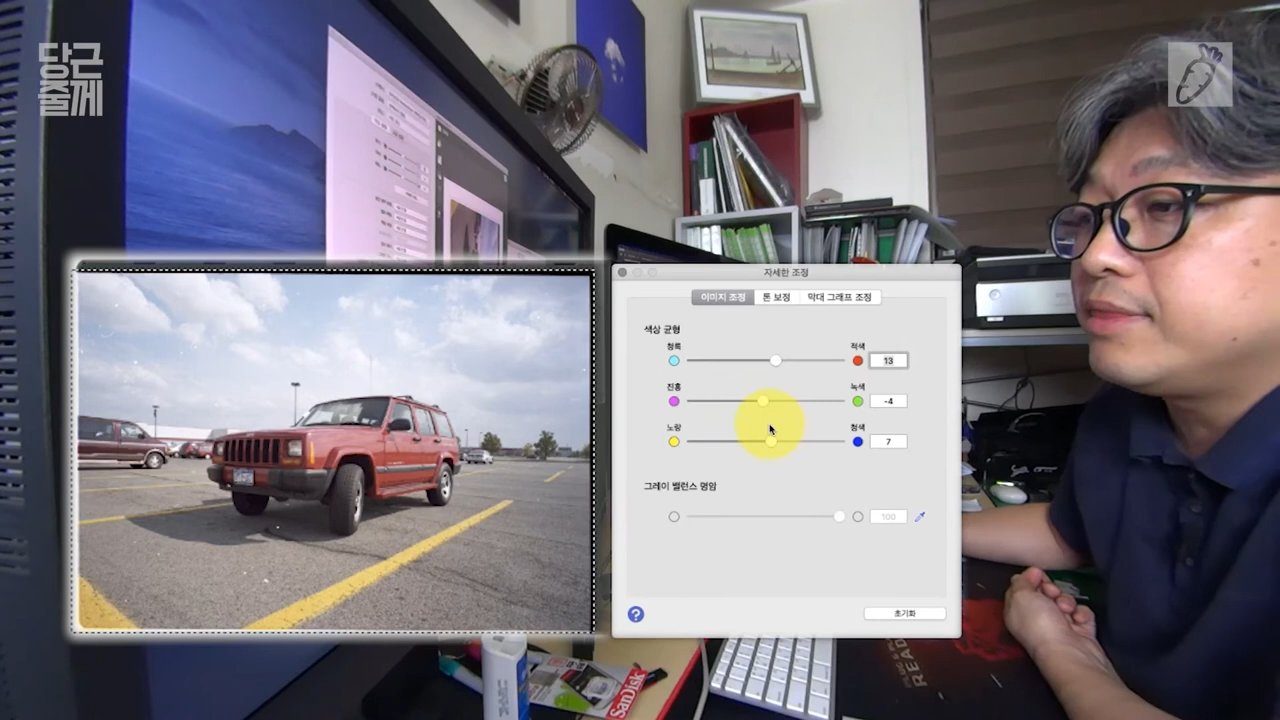 당근
줄께
자세한 조정
이미지 조정
톤 보정
막대 그래프 조정
색상 균형
청록
적색
13
진홍
녹색
-4
노랑
청색
7
그레이 밸런스 명암
100
?
초기화
SanDisk
READ